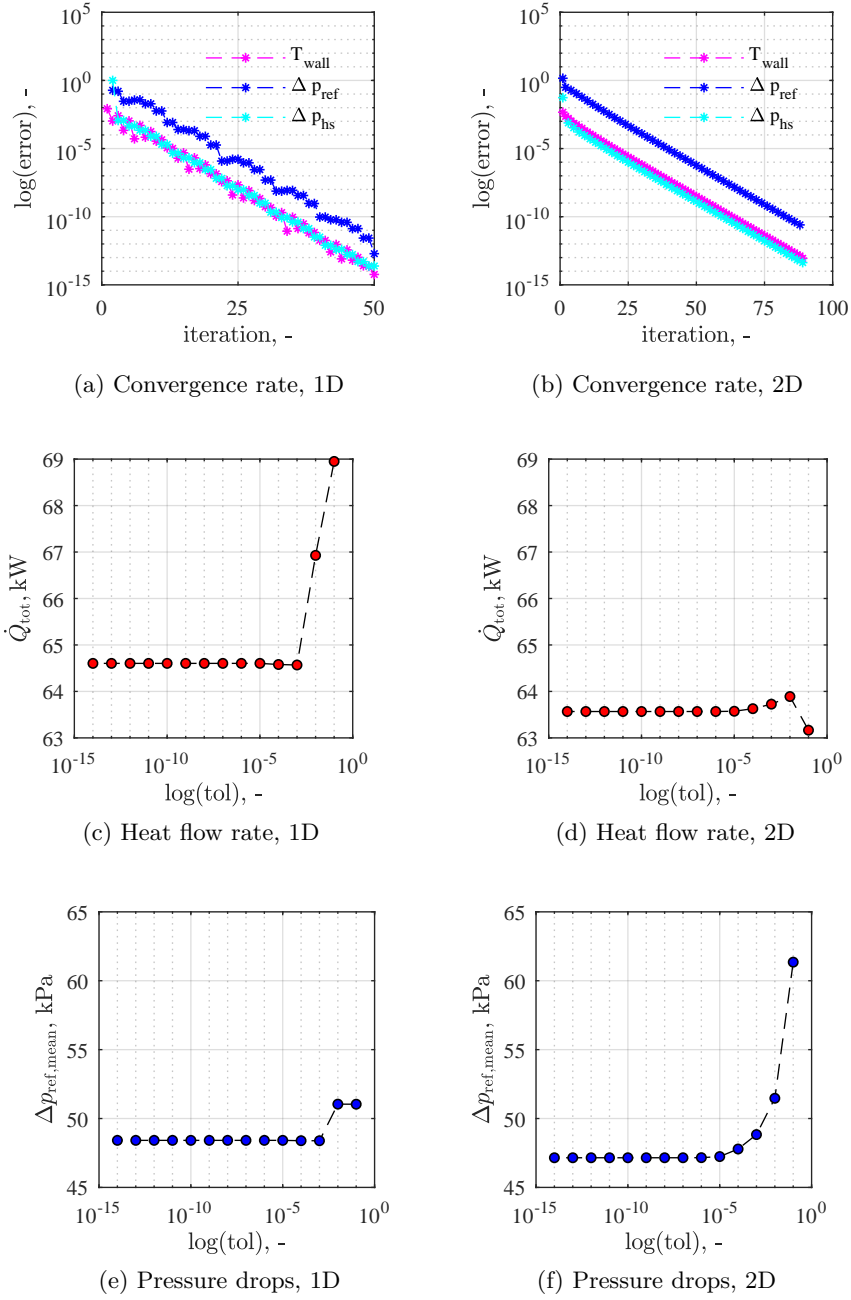 10^5
10^0
10^-5
10^-10
10^-15
log(error), -
T_wall
Δ p_ref
Δ p_hs
0 25 50
iteration, -
(a) Convergence rate, 1D
10^5
10^0
10^-5
10^-10
10^-15
log(error), -
T_wall
Δ p_ref
Δ p_hs
0 25 50 75 100
iteration, -
(b) Convergence rate, 2D
69
68
67
66
65
64
63
Q̇_tot, kW
10^-15 10^-10 10^-5 10^0
log(tol), -
(c) Heat flow rate, 1D
69
68
67
66
65
64
63
Q̇_tot, kW
10^-15 10^-10 10^-5 10^0
log(tol), -
(d) Heat flow rate, 2D
65
60
55
50
45
Δp_ref,mean, kPa
10^-15 10^-10 10^-5 10^0
log(tol), -
(e) Pressure drops, 1D
65
60
55
50
45
Δp_ref,mean, kPa
10^-15 10^-10 10^-5 10^0
log(tol), -
(f) Pressure drops, 2D